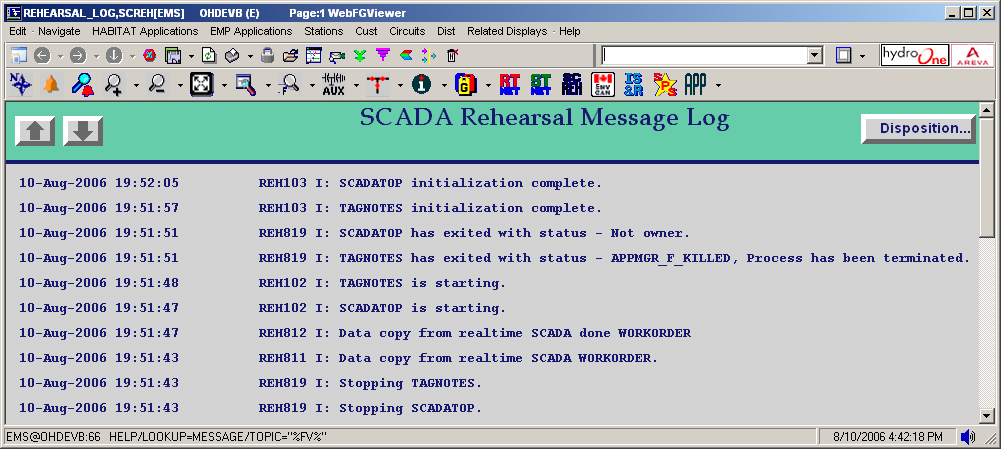 REHEARSAL_LOG,SCREH[EMS] OHDEVB (E) Page:1 WebFGViewer
Edit Navigate HABITAT Applications EMP Applications Stations Cust Circuits Dist Related Displays Help
hydro One AREVA
N AUX RT NET ST NET SC REH ENV CAN IS S&R APP
SCADA Rehearsal Message Log
Disposition...
10-Aug-2006 19:52:05 REH103 I: SCADATOP initialization complete.
10-Aug-2006 19:51:57 REH103 I: TAGNOTES initialization complete.
10-Aug-2006 19:51:51 REH819 I: SCADATOP has exited with status - Not owner.
10-Aug-2006 19:51:51 REH819 I: TAGNOTES has exited with status - APPMGR_F_KILLED, Process has been terminated.
10-Aug-2006 19:51:48 REH102 I: TAGNOTES is starting.
10-Aug-2006 19:51:47 REH102 I: SCADATOP is starting.
10-Aug-2006 19:51:47 REH812 I: Data copy from realtime SCADA done WORKORDER
10-Aug-2006 19:51:43 REH811 I: Data copy from realtime SCADA WORKORDER.
10-Aug-2006 19:51:43 REH819 I: Stopping TAGNOTES.
10-Aug-2006 19:51:43 REH819 I: Stopping SCADATOP.
EMS@OHDEVB:66 HELP/LOOKUP=MESSAGE/TOPIC="%FV%" 8/10/2006 4:42:18 PM